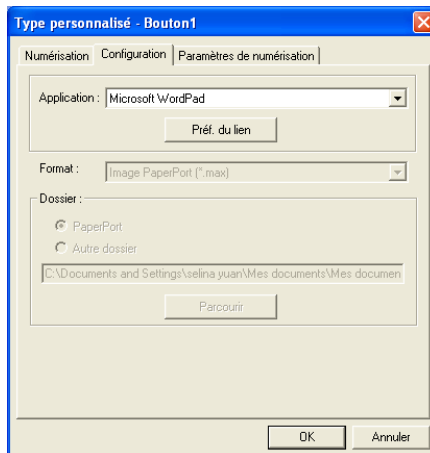 Type personnalisé - Bouton1
Numérisation Configuration Paramètres de numérisation
Application : Microsoft WordPad
Préf. du lien
Format : Image PaperPort (*.max)
Dossier :
PaperPort
Autre dossier
C:\Documents and Settings\selina yuan\Mes documents\Mes documen
Parcourir
OK Annuler